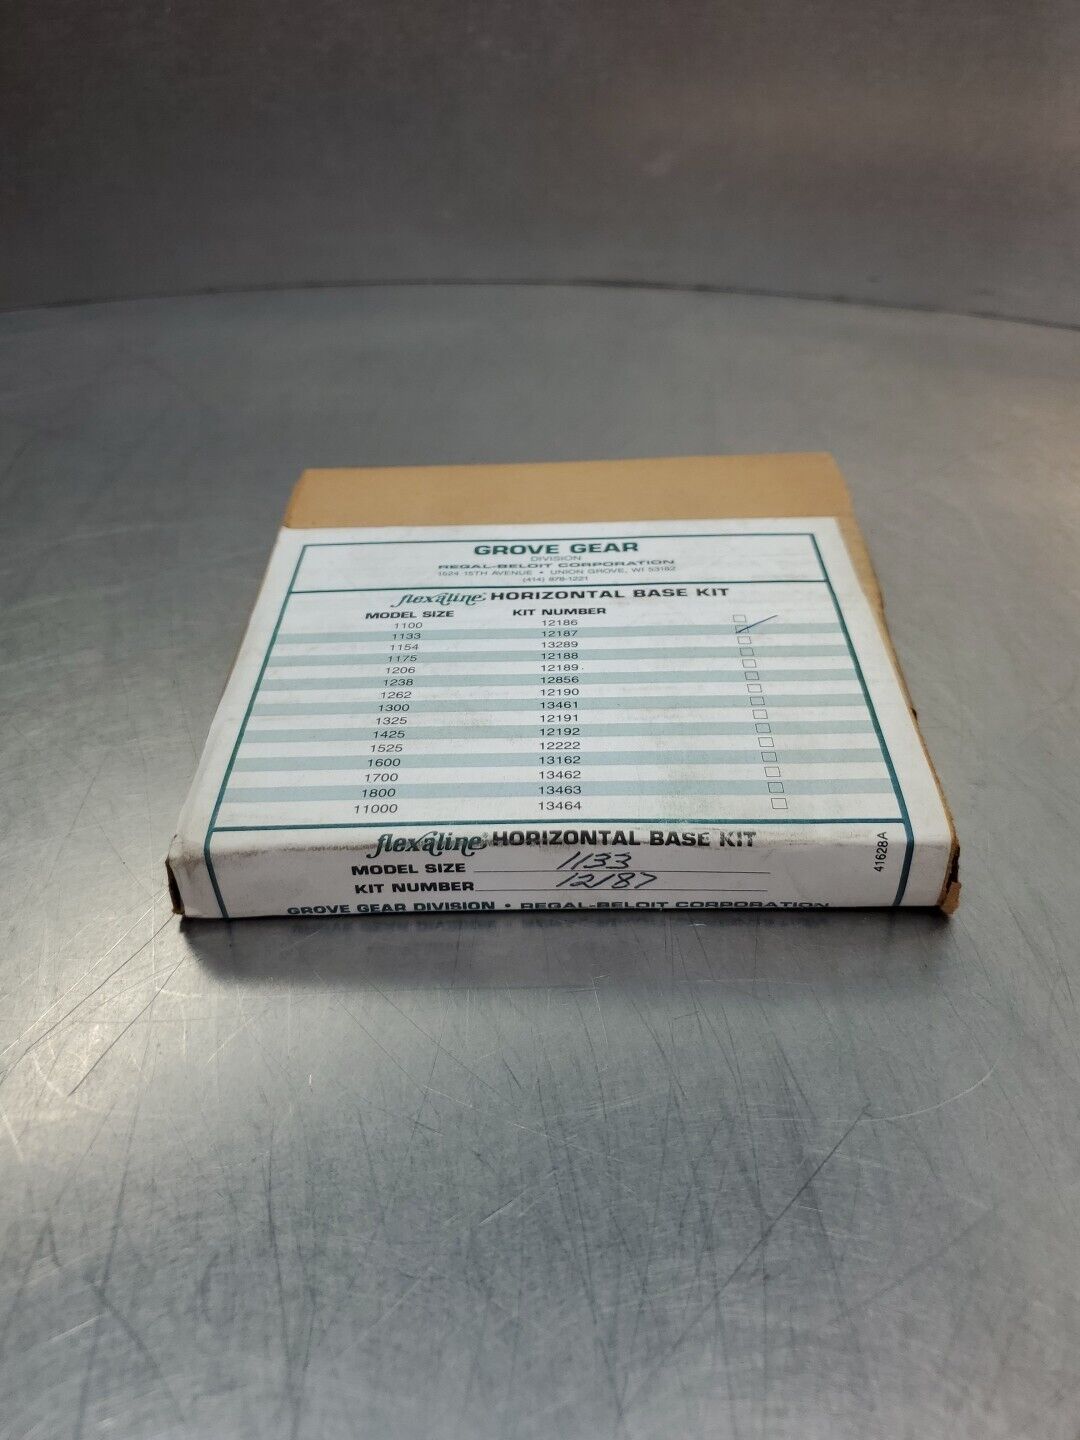 GROVE GEAR
DIVISION
REGAL-BELOIT CORPORATION
1524 15TH AVENUE • UNION GROVE, WI 53182
(414) 878-1221
flexaline® HORIZONTAL BASE KIT
MODEL SIZE KIT NUMBER
1100 12186
1133 12187
1154 13289
1175 12188
1206 12189
1238 12856
1262 12190
1300 13461
1325 12191
1425 12192
1525 12222
1600 13162
1700 13462
1800 13463
11000 13464
flexaline® HORIZONTAL BASE KIT
MODEL SIZE 1133
KIT NUMBER 12187
GROVE GEAR DIVISION • REGAL-BELOIT CORPORATION
41628A